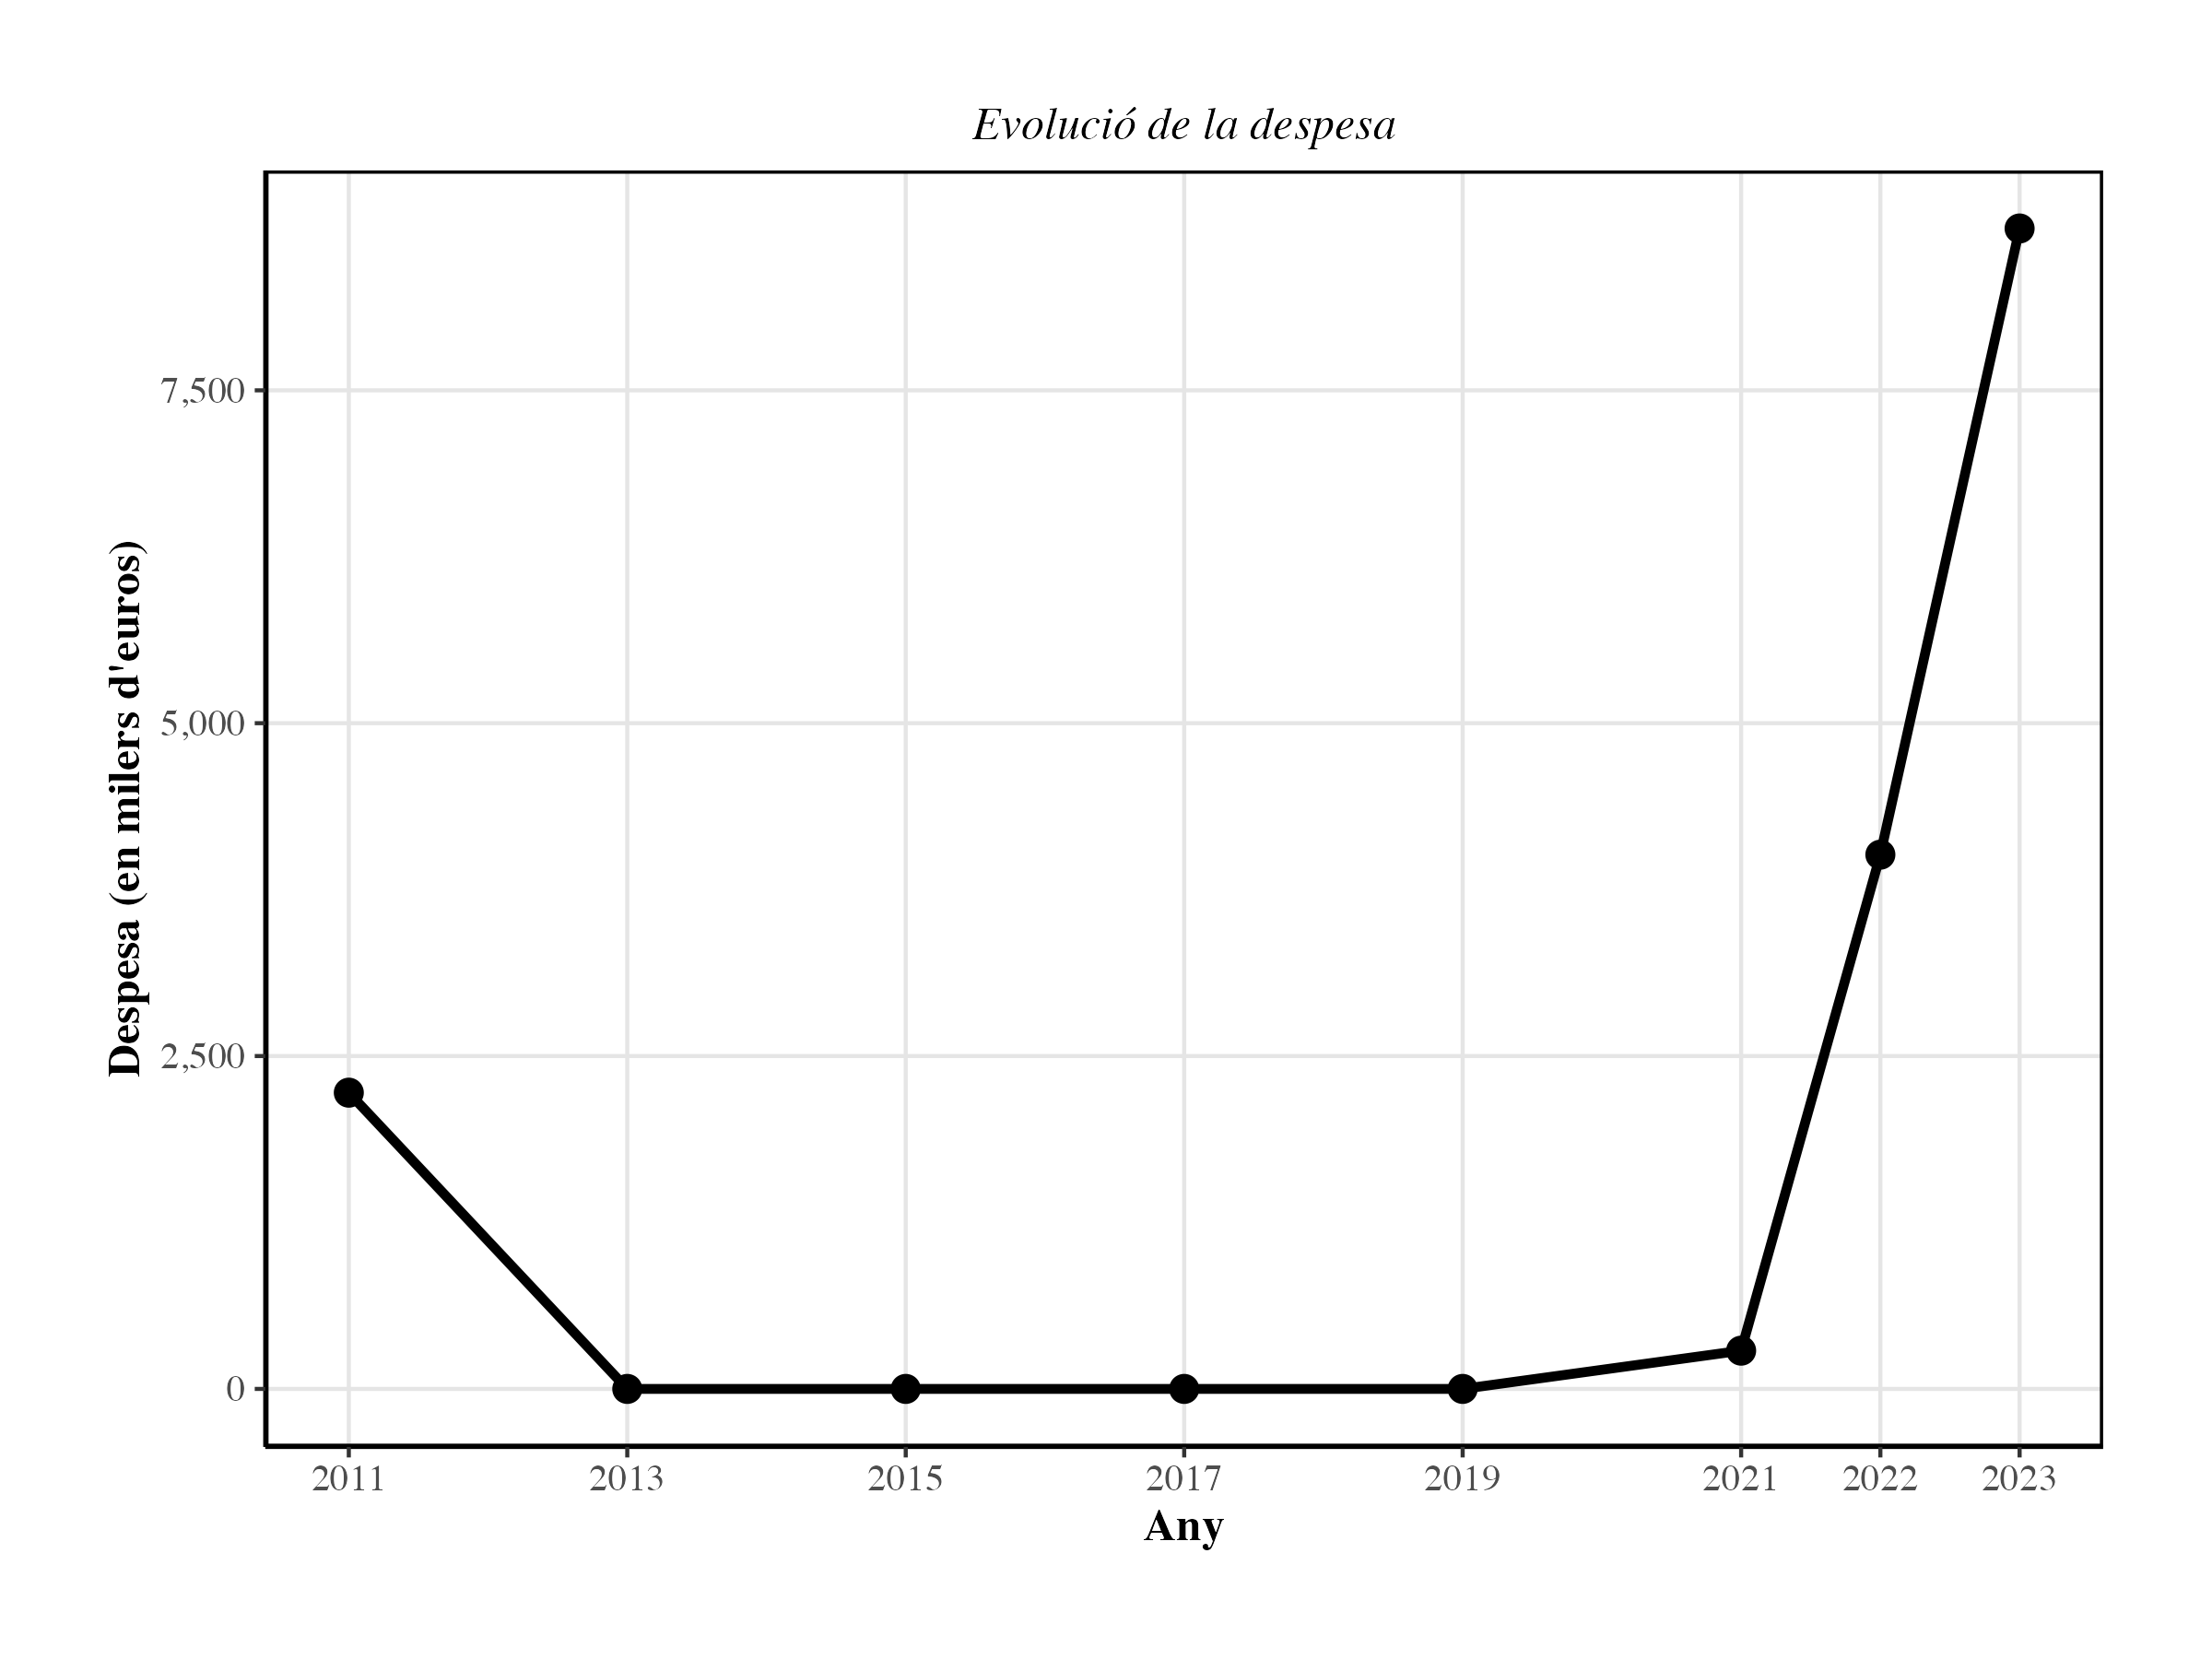 Evolució de la despesa
Despesa (en milers d'euros)
7,500
5,000
2,500
0
2011 2013 2015 2017 2019 2021 2022 2023
Any